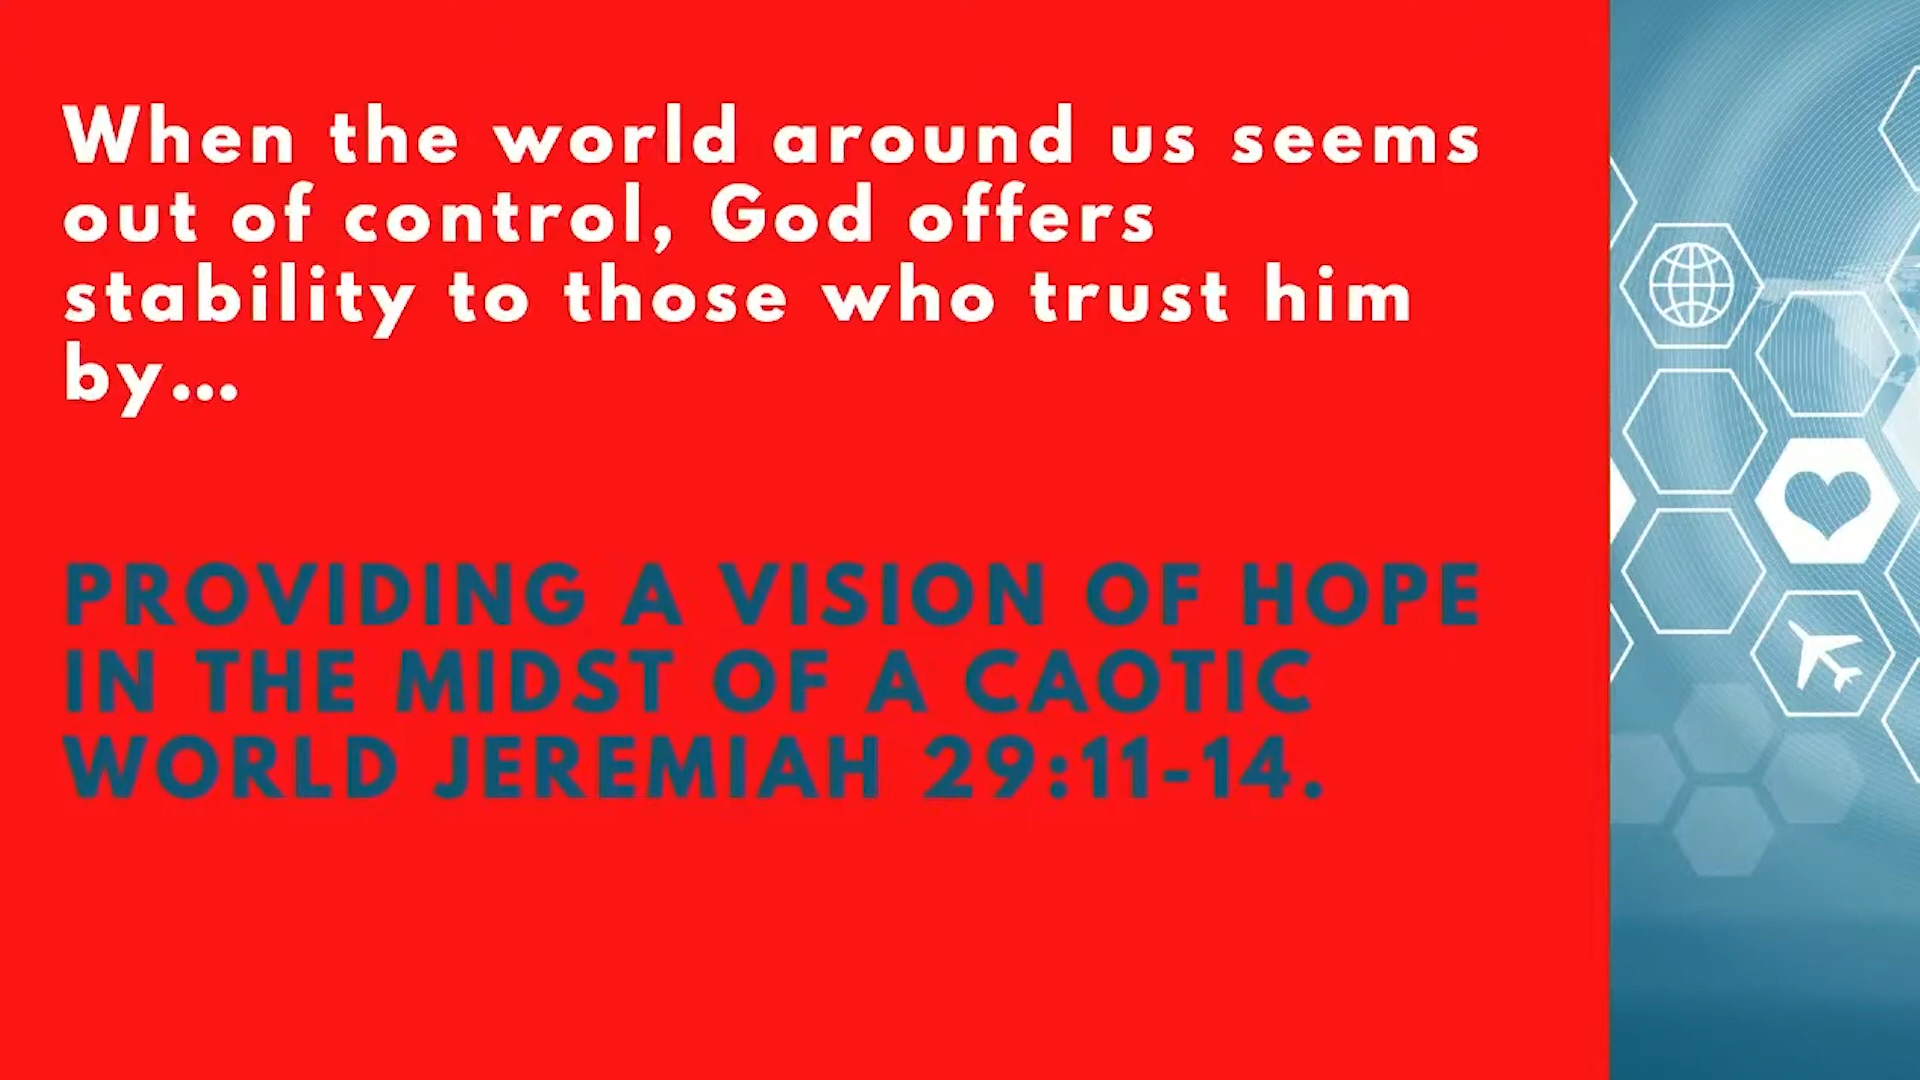 When the world around us seems
out of control, God offers
stability to those who trust him
by...
PROVIDING A VISION OF HOPE
IN THE MIDST OF A CAOTIC
WORLD JEREMIAH 29:11-14.